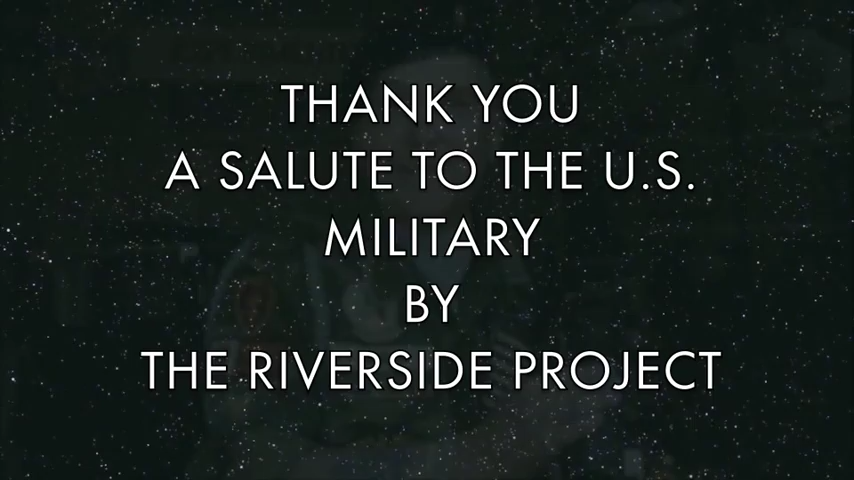 THANK YOU
A SALUTE TO THE U.S.
MILITARY
BY
THE RIVERSIDE PROJECT